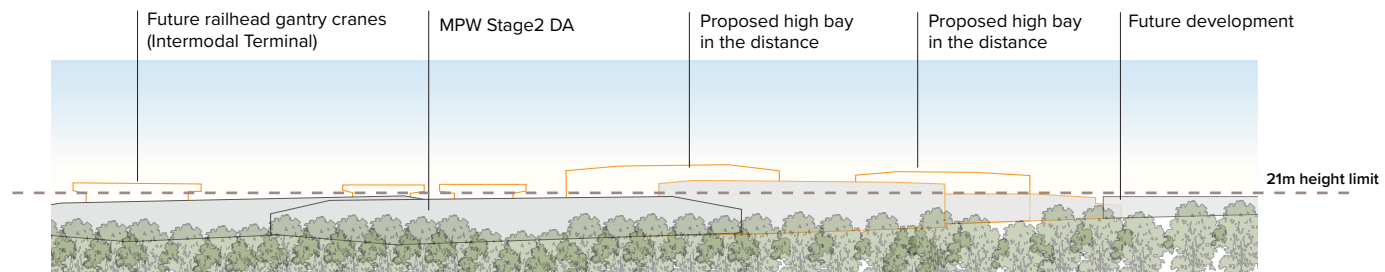 Future railhead gantry cranes
(Intermodal Terminal)
MPW Stage2 DA
Proposed high bay
in the distance
Proposed high bay
in the distance
Future development
21m height limit